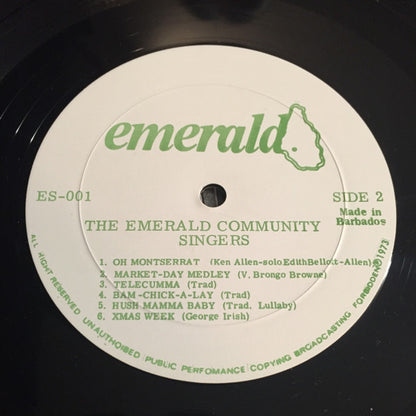 emerald
ES-001
SIDE 2
Made in
Barbados
THE EMERALD COMMUNITY
SINGERS
1. OH MONTSERRAT (Ken Allen-solo Edith Bellott-Allen)
2. MARKET-DAY MEDLEY (V. Brongo Browne)
3. TELECUMMA (Trad)
4. BAM-CHICK-A-LAY (Trad)
5. HUSH MAMMA BABY (Trad. Lullaby)
6. XMAS WEEK (George Irish)
ALL RIGHT RESERVED UNAUTHORISED PUBLIC PERFOMANCE COPYING BROADCASTING FORBIDDEN ℗ 1973